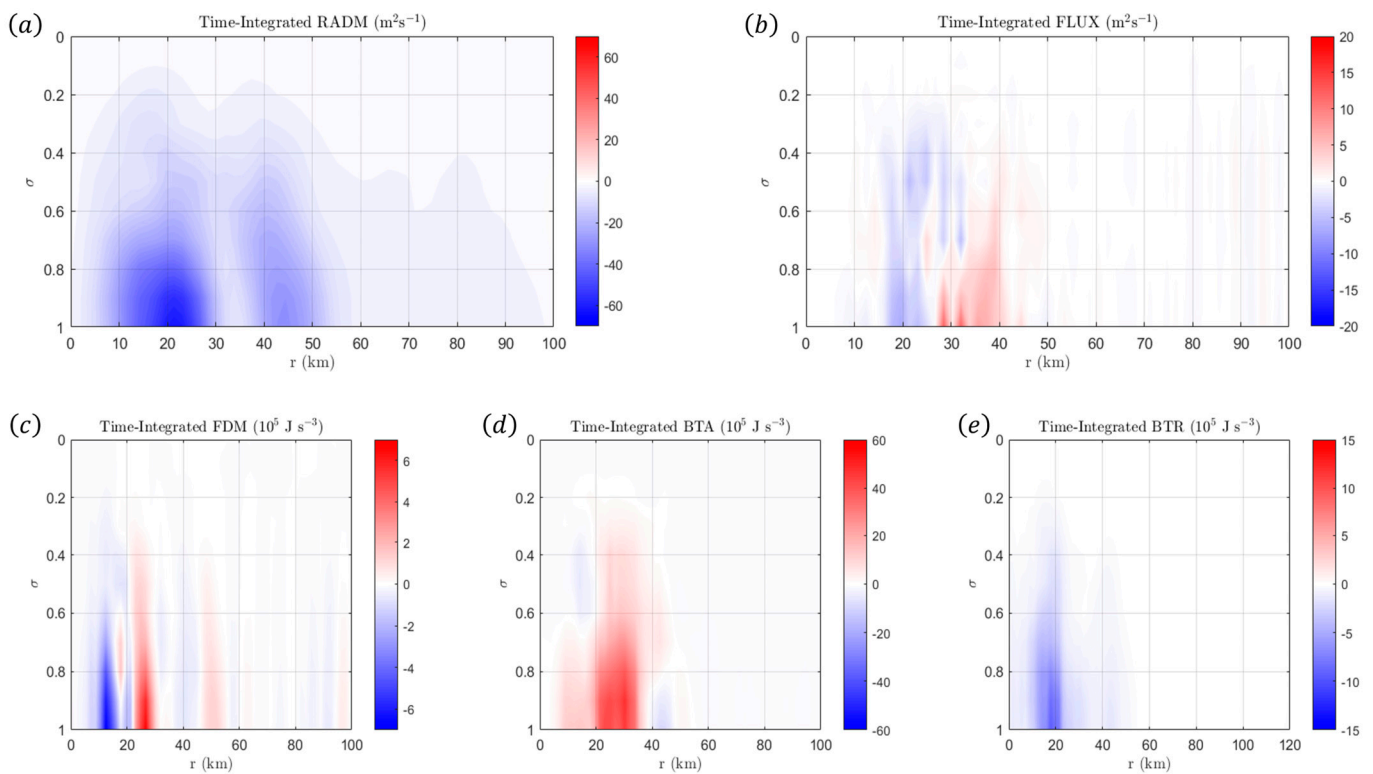 (a)
Time-Integrated RADM (m²s⁻¹)
0
0.2
0.4
0.6
0.8
1
σ
0 10 20 30 40 50 60 70 80 90 100
r (km)
60
40
20
0
-20
-40
-60
(b)
Time-Integrated FLUX (m²s⁻¹)
0
0.2
0.4
0.6
0.8
1
σ
0 10 20 30 40 50 60 70 80 90 100
r (km)
20
15
10
5
0
-5
-10
-15
-20
(c)
Time-Integrated FDM (10⁵ J s⁻³)
0
0.2
0.4
0.6
0.8
1
σ
0 20 40 60 80 100
r (km)
6
4
2
0
-2
-4
-6
(d)
Time-Integrated BTA (10⁵ J s⁻³)
0
0.2
0.4
0.6
0.8
1
σ
0 20 40 60 80 100
r (km)
60
40
20
0
-20
-40
-60
(e)
Time-Integrated BTR (10⁵ J s⁻³)
0
0.2
0.4
0.6
0.8
1
σ
0 20 40 60 80 100 120
r (km)
15
10
5
0
-5
-10
-15